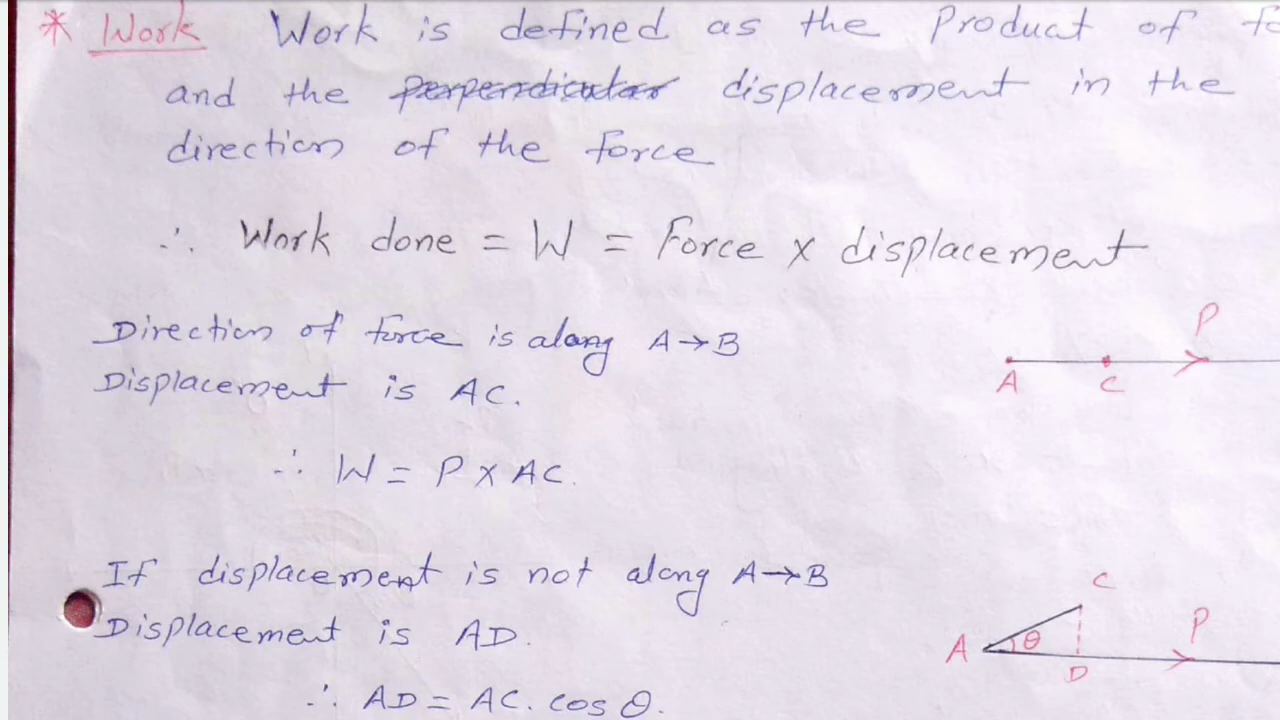 * Work Work is defined as the Product of
and the perpendicular displacement in the
direction of the force
∴ Work done = W = Force x displacement
Direction of force is along A→B
Displacement is AC.
P
A C
∴ W = P X AC.
If displacement is not along A→B
Displacement is AD.
C
A θ P
D
∴ AD = AC. cos θ.